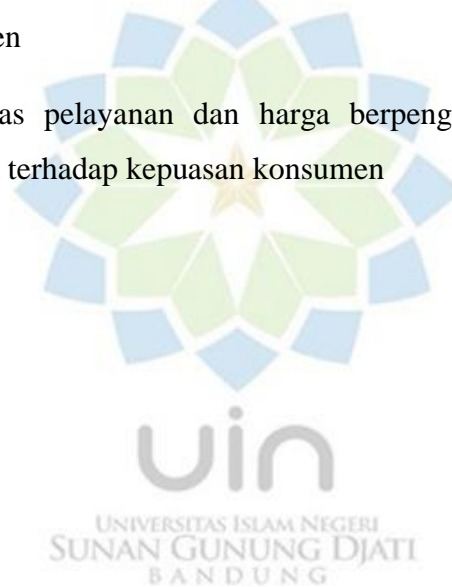 en
as pelayanan dan harga berpeng
terhadap kepuasan konsumen
uin
UNIVERSITAS ISLAM NEGERI
SUNAN GUNUNG DJATI
BANDUNG